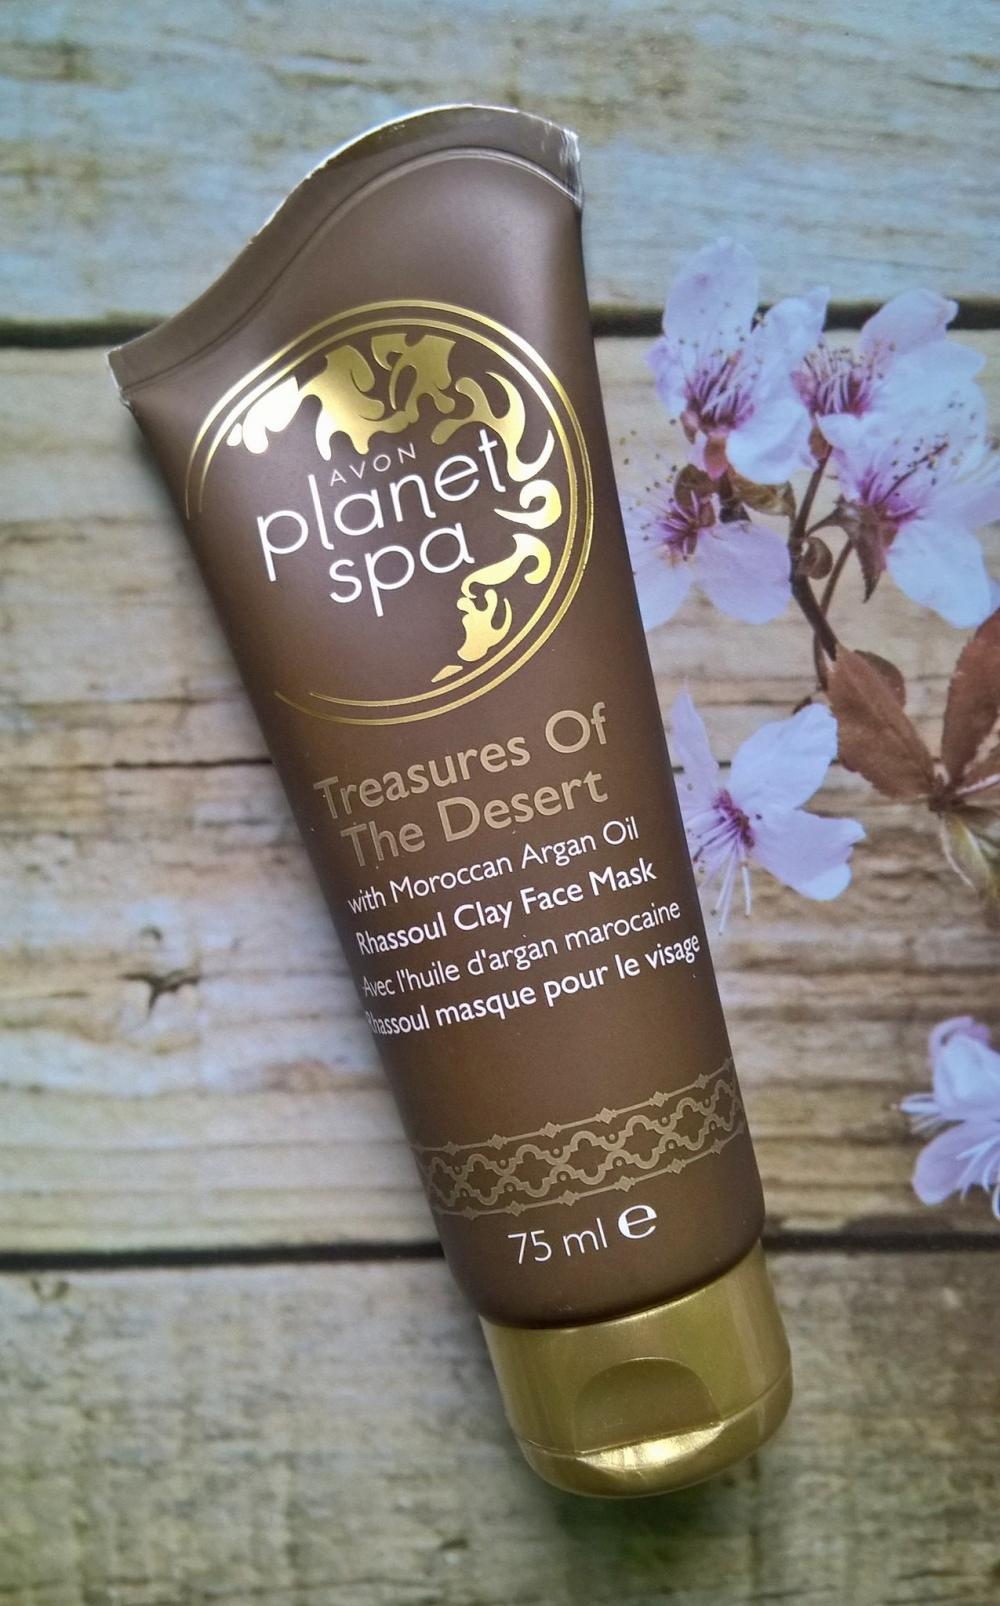 AVON
planet
spa
Treasures Of
The Desert
with Moroccan Argan Oil
Rhassoul Clay Face Mask
Avec l'huile d'argan marocaine
Rhassoul masque pour le visage
75 ml ℮